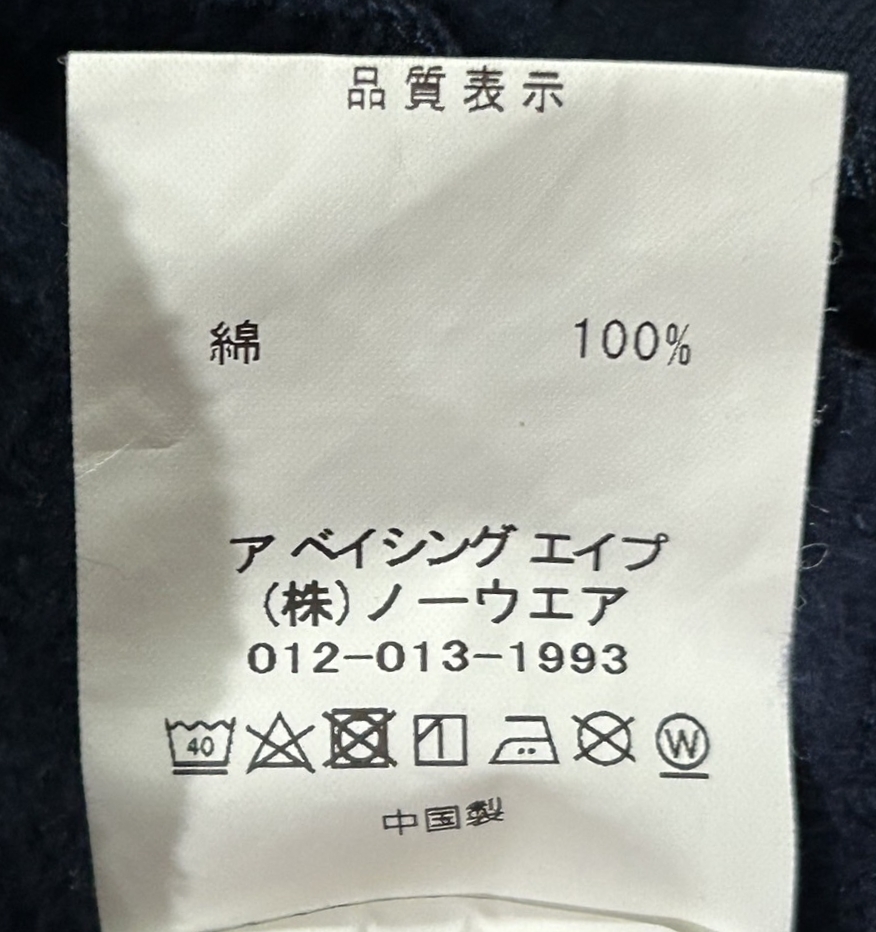 品質表示
綿 100%
ア ベイシング エイプ
(株)ノーウエア
012-013-1993
40 W
中国製